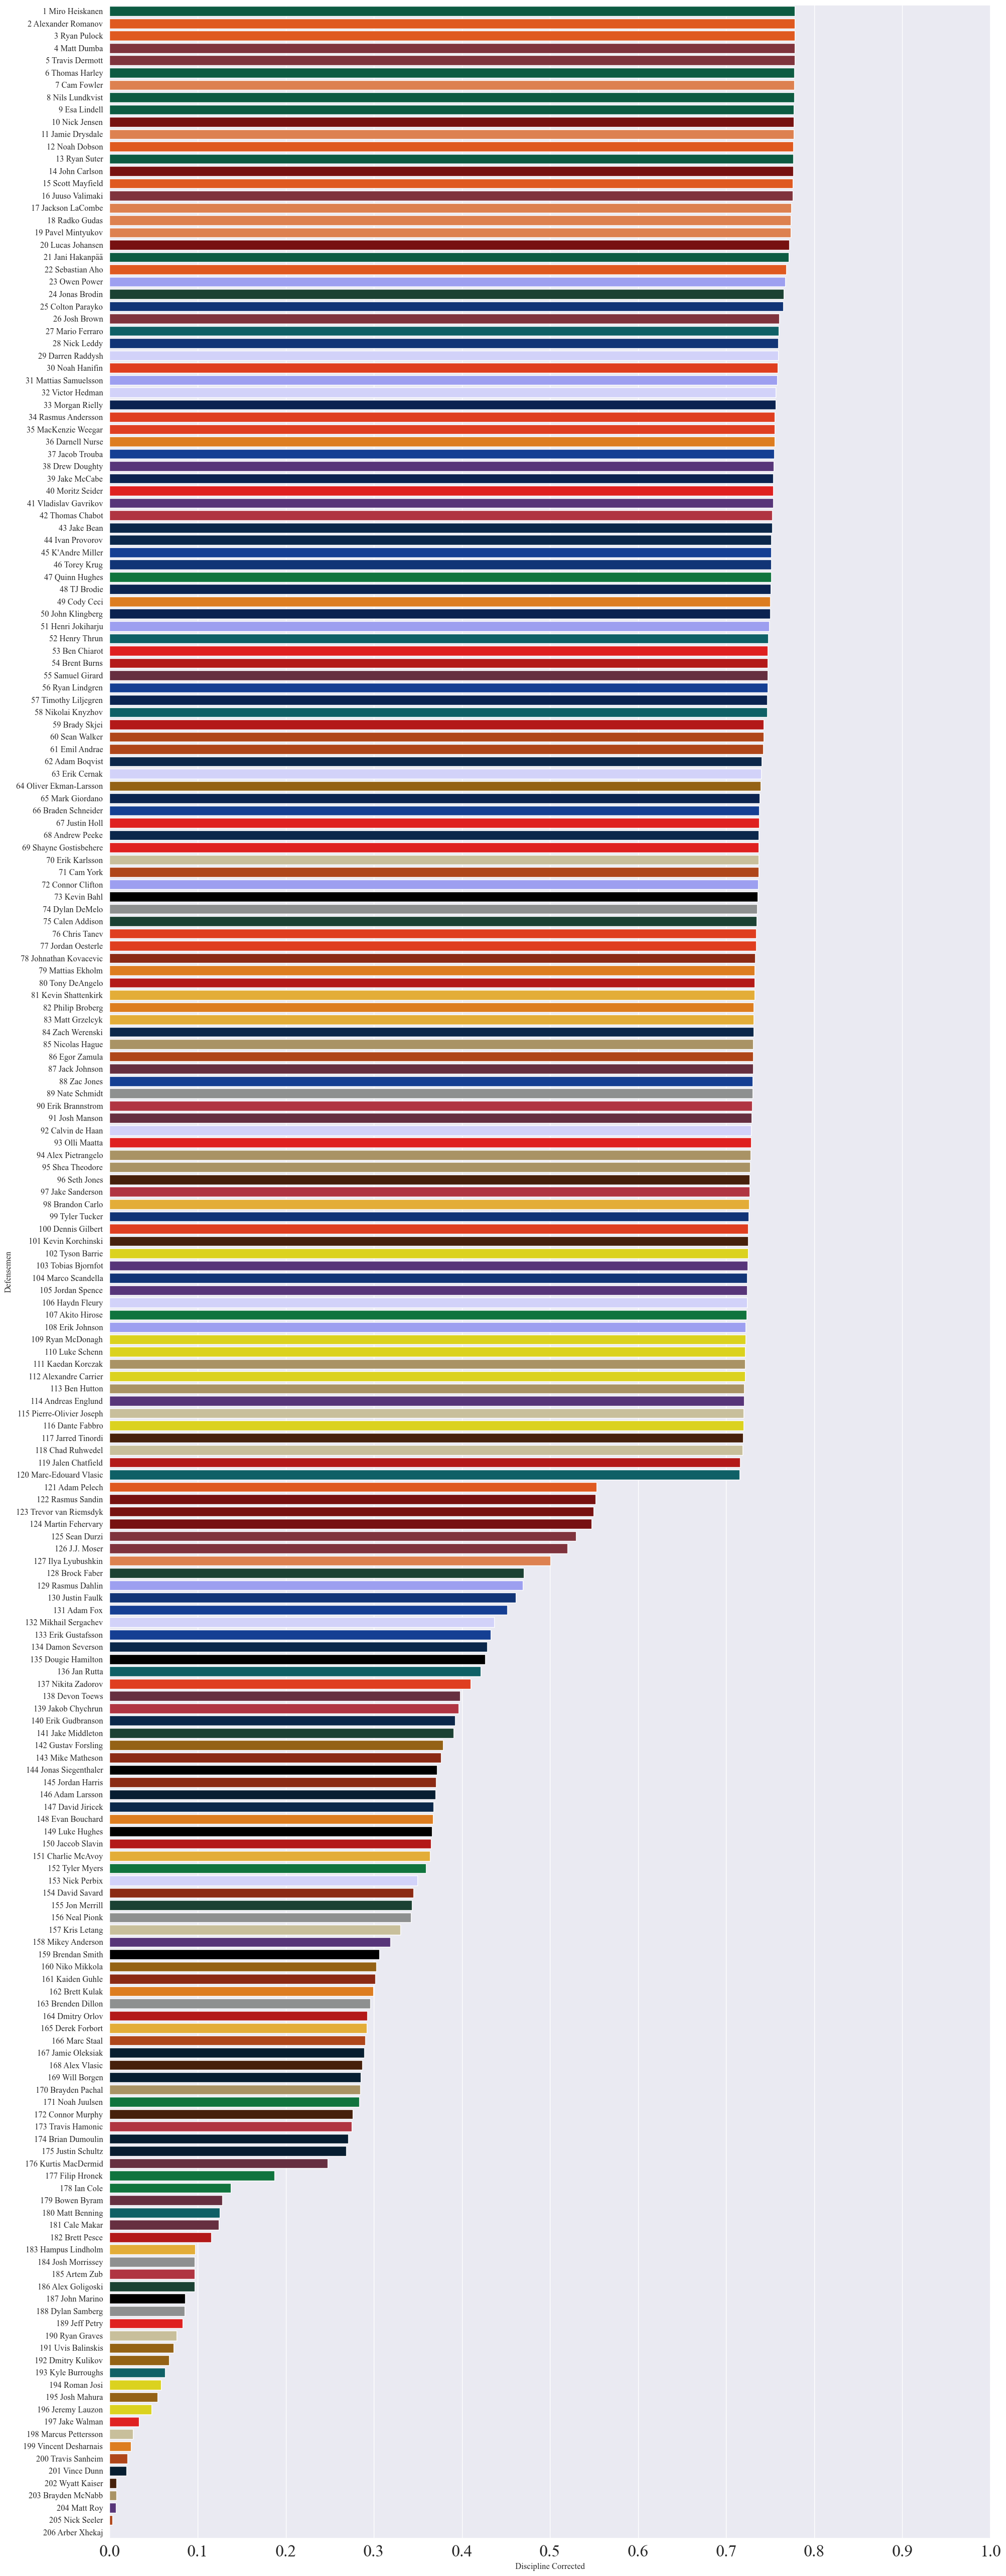 1 Miro Heiskanen
2 Alexander Romanov
3 Ryan Pulock
4 Matt Dumba
5 Travis Dermott
6 Thomas Harley
7 Cam Fowler
8 Nils Lundkvist
9 Esa Lindell
10 Nick Jensen
11 Jamie Drysdale
12 Noah Dobson
13 Ryan Suter
14 John Carlson
15 Scott Mayfield
16 Juuso Valimaki
17 Jackson LaCombe
18 Radko Gudas
19 Pavel Mintyukov
20 Lucas Johansen
21 Jani Hakanpää
22 Sebastian Aho
23 Owen Power
24 Jonas Brodin
25 Colton Parayko
26 Josh Brown
27 Mario Ferraro
28 Nick Leddy
29 Darren Raddysh
30 Noah Hanifin
31 Mattias Samuelsson
32 Victor Hedman
33 Morgan Rielly
34 Rasmus Andersson
35 MacKenzie Weegar
36 Darnell Nurse
37 Jacob Trouba
38 Drew Doughty
39 Jake McCabe
40 Moritz Seider
41 Vladislav Gavrikov
42 Thomas Chabot
43 Jake Bean
44 Ivan Provorov
45 K'Andre Miller
46 Torey Krug
47 Quinn Hughes
48 TJ Brodie
49 Cody Ceci
50 John Klingberg
51 Henri Jokiharju
52 Henry Thrun
53 Ben Chiarot
54 Brent Burns
55 Samuel Girard
56 Ryan Lindgren
57 Timothy Liljegren
58 Nikolai Knyzhov
59 Brady Skjei
60 Sean Walker
61 Emil Andrae
62 Adam Boqvist
63 Erik Cernak
64 Oliver Ekman-Larsson
65 Mark Giordano
66 Braden Schneider
67 Justin Holl
68 Andrew Peeke
69 Shayne Gostisbehere
70 Erik Karlsson
71 Cam York
72 Connor Clifton
73 Kevin Bahl
74 Dylan DeMelo
75 Calen Addison
76 Chris Tanev
77 Jordan Oesterle
78 Johnathan Kovacevic
79 Mattias Ekholm
80 Tony DeAngelo
81 Kevin Shattenkirk
82 Philip Broberg
83 Matt Grzelcyk
84 Zach Werenski
85 Nicolas Hague
86 Egor Zamula
87 Jack Johnson
88 Zac Jones
89 Nate Schmidt
90 Erik Brannstrom
91 Josh Manson
92 Calvin de Haan
93 Olli Maatta
94 Alex Pietrangelo
95 Shea Theodore
96 Seth Jones
97 Jake Sanderson
98 Brandon Carlo
99 Tyler Tucker
100 Dennis Gilbert
101 Kevin Korchinski
102 Tyson Barrie
103 Tobias Bjornfot
104 Marco Scandella
105 Jordan Spence
106 Haydn Fleury
107 Akito Hirose
108 Erik Johnson
109 Ryan McDonagh
110 Luke Schenn
111 Kaedan Korczak
112 Alexandre Carrier
113 Ben Hutton
114 Andreas Englund
115 Pierre-Olivier Joseph
116 Dante Fabbro
117 Jarred Tinordi
118 Chad Ruhwedel
119 Jalen Chatfield
120 Marc-Edouard Vlasic
121 Adam Pelech
122 Rasmus Sandin
123 Trevor van Riemsdyk
124 Martin Fehervary
125 Sean Durzi
126 J.J. Moser
127 Ilya Lyubushkin
128 Brock Faber
129 Rasmus Dahlin
130 Justin Faulk
131 Adam Fox
132 Mikhail Sergachev
133 Erik Gustafsson
134 Damon Severson
135 Dougie Hamilton
136 Jan Rutta
137 Nikita Zadorov
138 Devon Toews
139 Jakob Chychrun
140 Erik Gudbranson
141 Jake Middleton
142 Gustav Forsling
143 Mike Matheson
144 Jonas Siegenthaler
145 Jordan Harris
146 Adam Larsson
147 David Jiricek
148 Evan Bouchard
149 Luke Hughes
150 Jaccob Slavin
151 Charlie McAvoy
152 Tyler Myers
153 Nick Perbix
154 David Savard
155 Jon Merrill
156 Neal Pionk
157 Kris Letang
158 Mikey Anderson
159 Brendan Smith
160 Niko Mikkola
161 Kaiden Guhle
162 Brett Kulak
163 Brenden Dillon
164 Dmitry Orlov
165 Derek Forbort
166 Marc Staal
167 Jamie Oleksiak
168 Alex Vlasic
169 Will Borgen
170 Brayden Pachal
171 Noah Juulsen
172 Connor Murphy
173 Travis Hamonic
174 Brian Dumoulin
175 Justin Schultz
176 Kurtis MacDermid
177 Filip Hronek
178 Ian Cole
179 Bowen Byram
180 Matt Benning
181 Cale Makar
182 Brett Pesce
183 Hampus Lindholm
184 Josh Morrissey
185 Artem Zub
186 Alex Goligoski
187 John Marino
188 Dylan Samberg
189 Jeff Petry
190 Ryan Graves
191 Uvis Balinskis
192 Dmitry Kulikov
193 Kyle Burroughs
194 Roman Josi
195 Josh Mahura
196 Jeremy Lauzon
197 Jake Walman
198 Marcus Pettersson
199 Vincent Desharnais
200 Travis Sanheim
201 Vince Dunn
202 Wyatt Kaiser
203 Brayden McNabb
204 Matt Roy
205 Nick Seeler
206 Arber Xhekaj
Defensemen
0.0 0.1 0.2 0.3 0.4 0.5 0.6 0.7 0.8 0.9 1.0
Discipline Corrected